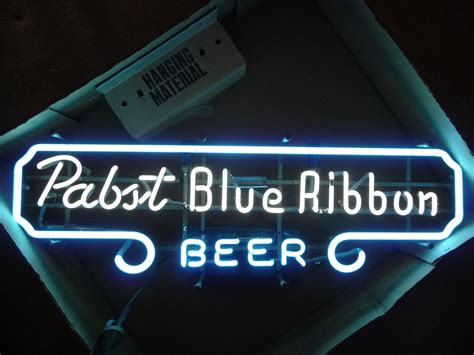 HANGING
MATERIAL
Pabst Blue Ribbon
BEER